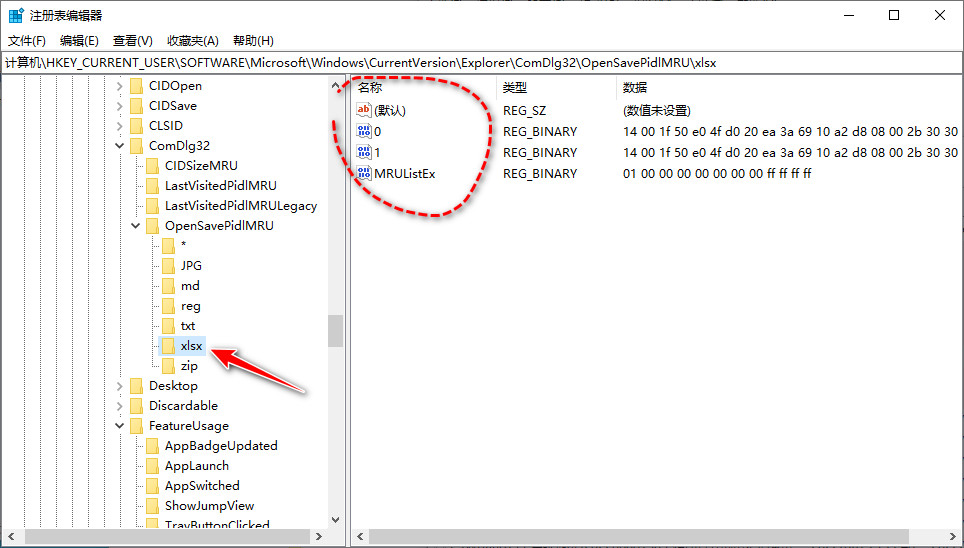 注册表编辑器
文件(F) 编辑(E) 查看(V) 收藏夹(A) 帮助(H)
计算机\HKEY_CURRENT_USER\SOFTWARE\Microsoft\Windows\CurrentVersion\Explorer\ComDlg32\OpenSavePidlMRU\xlsx
CIDOpen
CIDSave
CLSID
ComDlg32
CIDSizeMRU
LastVisitedPidlMRU
LastVisitedPidlMRULegacy
OpenSavePidlMRU
*
JPG
md
reg
txt
xlsx
zip
Desktop
Discardable
FeatureUsage
AppBadgeUpdated
AppLaunch
AppSwitched
ShowJumpView
TrayButtonClicked
名称 类型 数据
ab (默认) REG_SZ (数值未设置)
0 REG_BINARY 14 00 1f 50 e0 4f d0 20 ea 3a 69 10 a2 d8 08 00 2b 30 30
1 REG_BINARY 14 00 1f 50 e0 4f d0 20 ea 3a 69 10 a2 d8 08 00 2b 30 30
MRUListEx REG_BINARY 01 00 00 00 00 00 00 00 ff ff ff ff